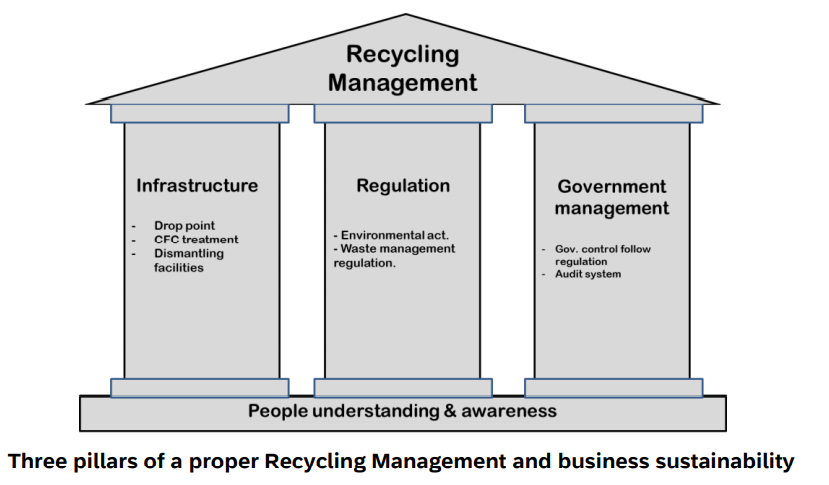 Recycling
Management
Infrastructure
- Drop point
- CFC treatment
- Dismantling
facilities
Regulation
- Environmental act.
- Waste management
regulation.
Government
management
- Gov. control follow
regulation
- Audit system
People understanding & awareness
Three pillars of a proper Recycling Management and business sustainability